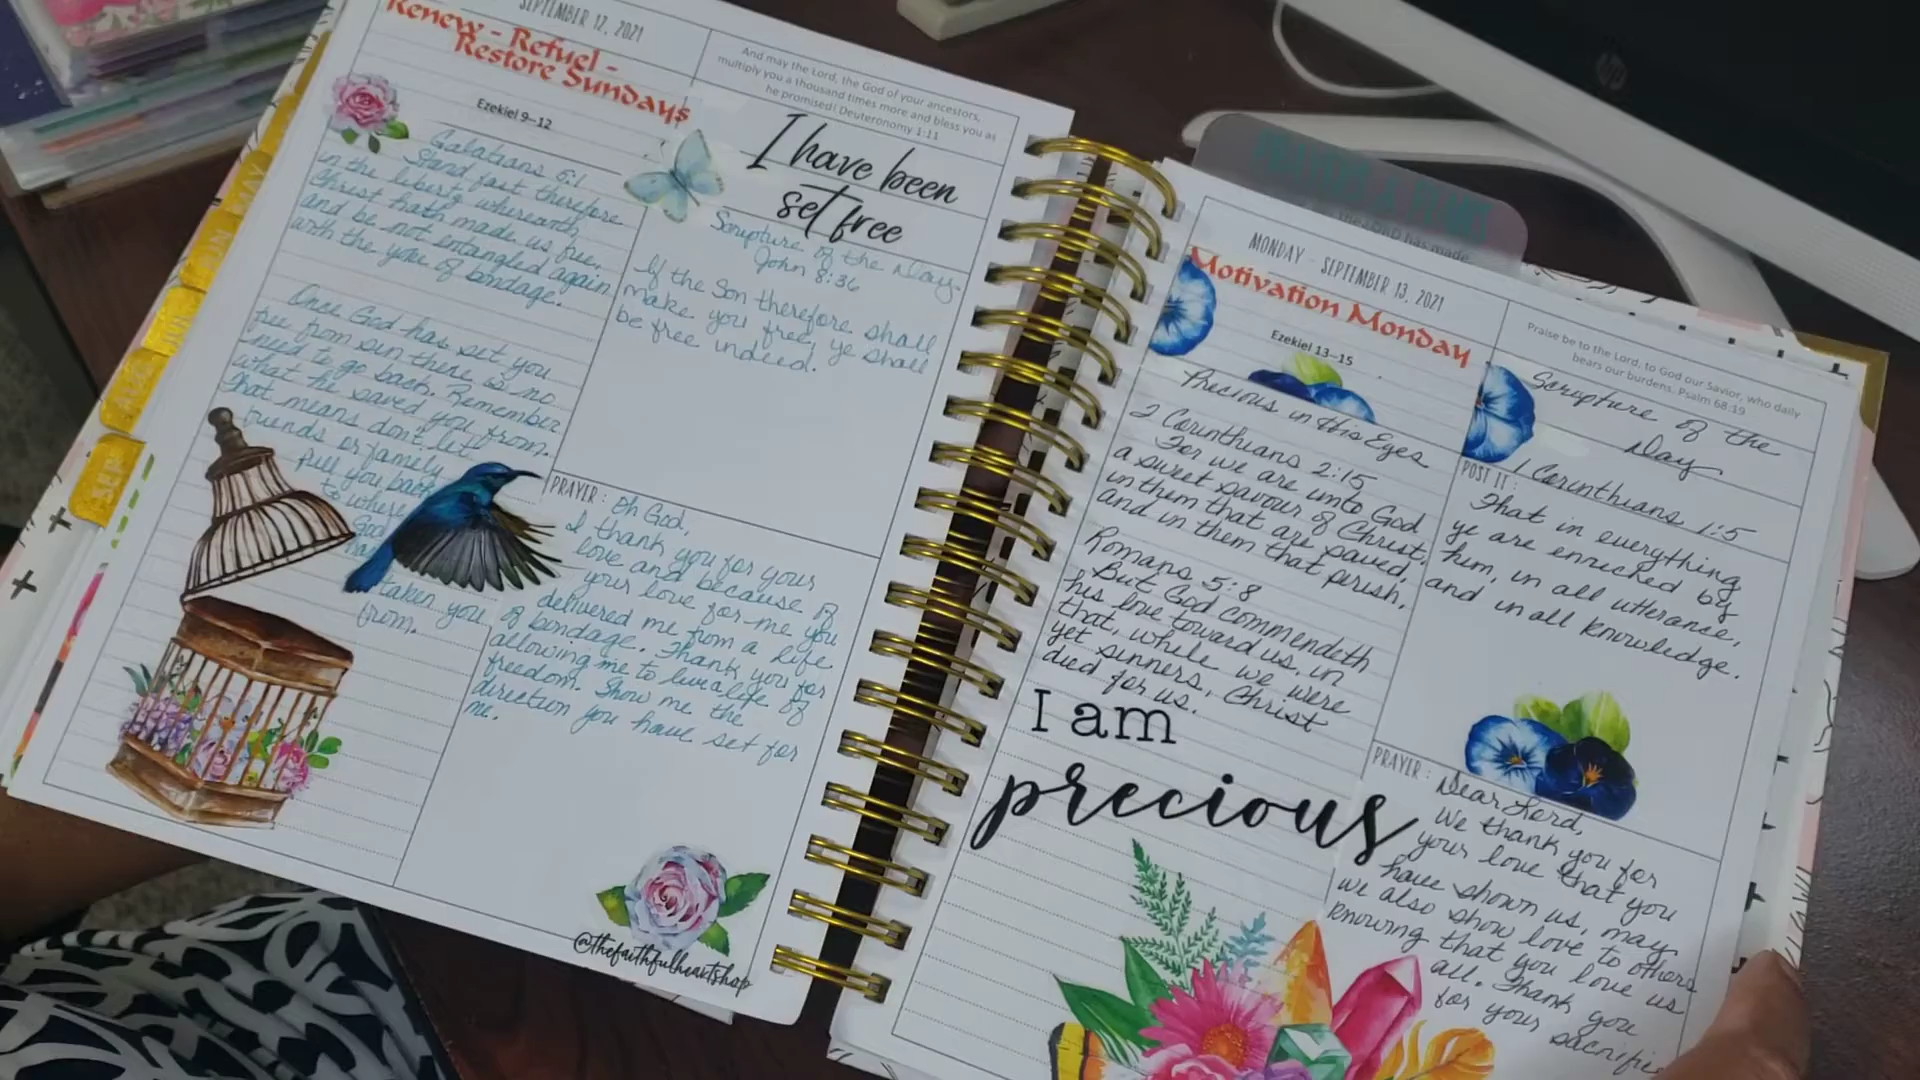 SEPTEMBER 12, 2021
Renew - Refuel -
Restore Sundays
Ezekiel 9-12
Galatians 5:1
Stand fast therefore
in the liberty wherewith
Christ hath made us free,
and be not entangled again
with the yoke of bondage.
Once God has set you
free from sin there is no
need to go back. Remember
what he saved you from.
That means don't let
friends or family
pull you back
to where
God
has
taken you
from.
And may the Lord, the God of your ancestors,
multiply you a thousand times more and bless you as
he promised! Deuteronomy 1:11
I have been
set free
Scripture of the Day.
John 8:36
If the Son therefore shall
make you free, ye shall
be free indeed.
PRAYER: Oh God,
I thank you for your
love and because of
your love for me you
delivered me from a life
of bondage. Thank you for
allowing me to live a life of
freedom. Show me the
direction you have set for
me.
@thefaithfulheartshop
MONDAY - SEPTEMBER 13, 2021
Motivation Monday
Ezekiel 13-15
Precious in His Eyes
2 Corinthians 2:15
For we are unto God
a sweet savour of Christ,
in them that are saved,
and in them that perish,
Romans 5:8
But God commendeth
his love toward us, in
that, while we were
yet sinners, Christ
died for us.
I am
precious
Praise be to the Lord, to God our Savior, who daily
bears our burdens. Psalm 68:19
Scripture of the
Day
POST IT: 1 Corinthians 1:5
That in everything
ye are enriched by
him, in all utterance,
and in all knowledge.
PRAYER: Dear Lord,
We thank you for
your love that you
have shown us, may
we also show love to others
knowing that you love us
all. Thank you
for your
MAY
JUN
AUG
SEP
hp